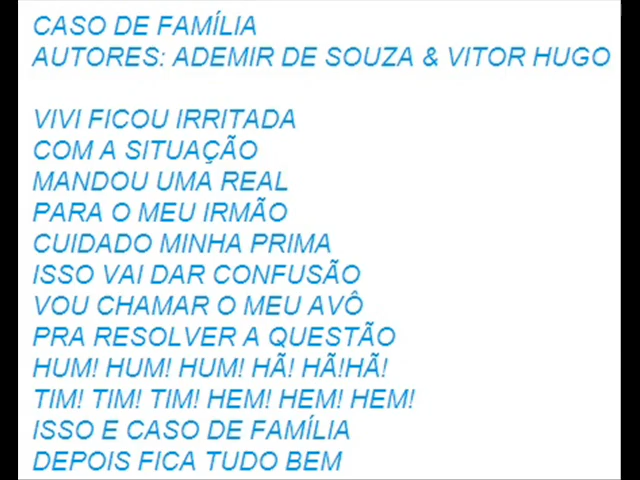 CASO DE FAMÍLIA
AUTORES: ADEMIR DE SOUZA & VITOR HUGO
VIVI FICOU IRRITADA
COM A SITUAÇÃO
MANDOU UMA REAL
PARA O MEU IRMÃO
CUIDADO MINHA PRIMA
ISSO VAI DAR CONFUSÃO
VOU CHAMAR O MEU AVÔ
PRA RESOLVER A QUESTÃO
HUM! HUM! HUM! HÃ! HÃ!HÃ!
TIM! TIM! TIM! HEM! HEM! HEM!
ISSO E CASO DE FAMÍLIA
DEPOIS FICA TUDO BEM